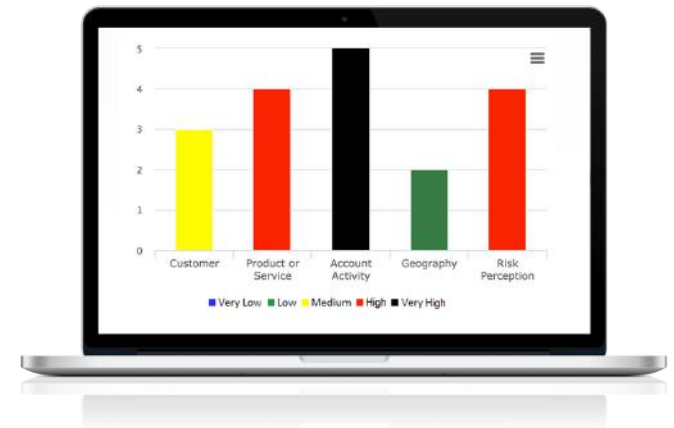 5
4
3
2
1
0
Customer
Product or
Service
Account
Activity
Geography
Risk
Perception
Very Low Low Medium High Very High